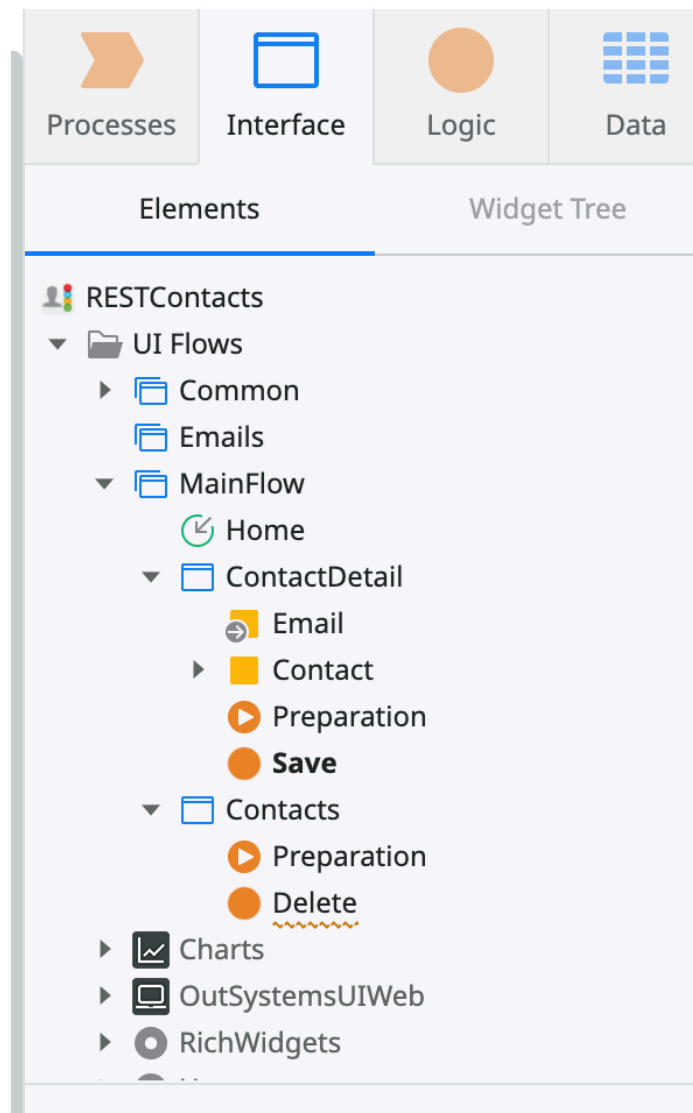 Processes Interface Logic Data
Elements Widget Tree
RESTContacts
UI Flows
Common
Emails
MainFlow
Home
ContactDetail
Email
Contact
Preparation
Save
Contacts
Preparation
Delete
Charts
OutSystemsUIWeb
RichWidgets